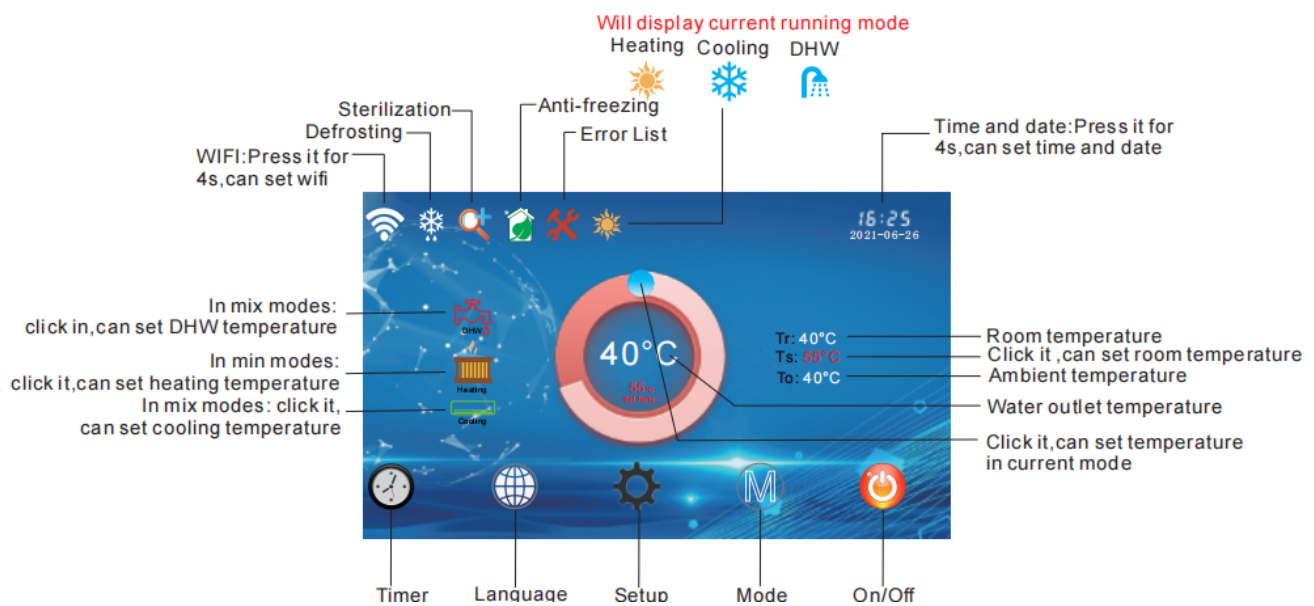 Will display current running mode
Heating Cooling DHW
Sterilization
Anti-freezing
Defrosting
Error List
WIFI:Press it for
4s,can set wifi
Time and date:Press it for
4s,can set time and date
16:25
2021-06-26
In mix modes:
click in,can set DHW temperature
DHW
In min modes:
click it,can set heating temperature
Heating
In mix modes: click it,
can set cooling temperature
Cooling
40°C
55°C
Set Temp
Tr: 40°C
Ts: 55°C
To: 40°C
Room temperature
Click it ,can set room temperature
Ambient temperature
Water outlet temperature
Click it,can set temperature
in current mode
M
Timer
Language
Setup
Mode
On/Off